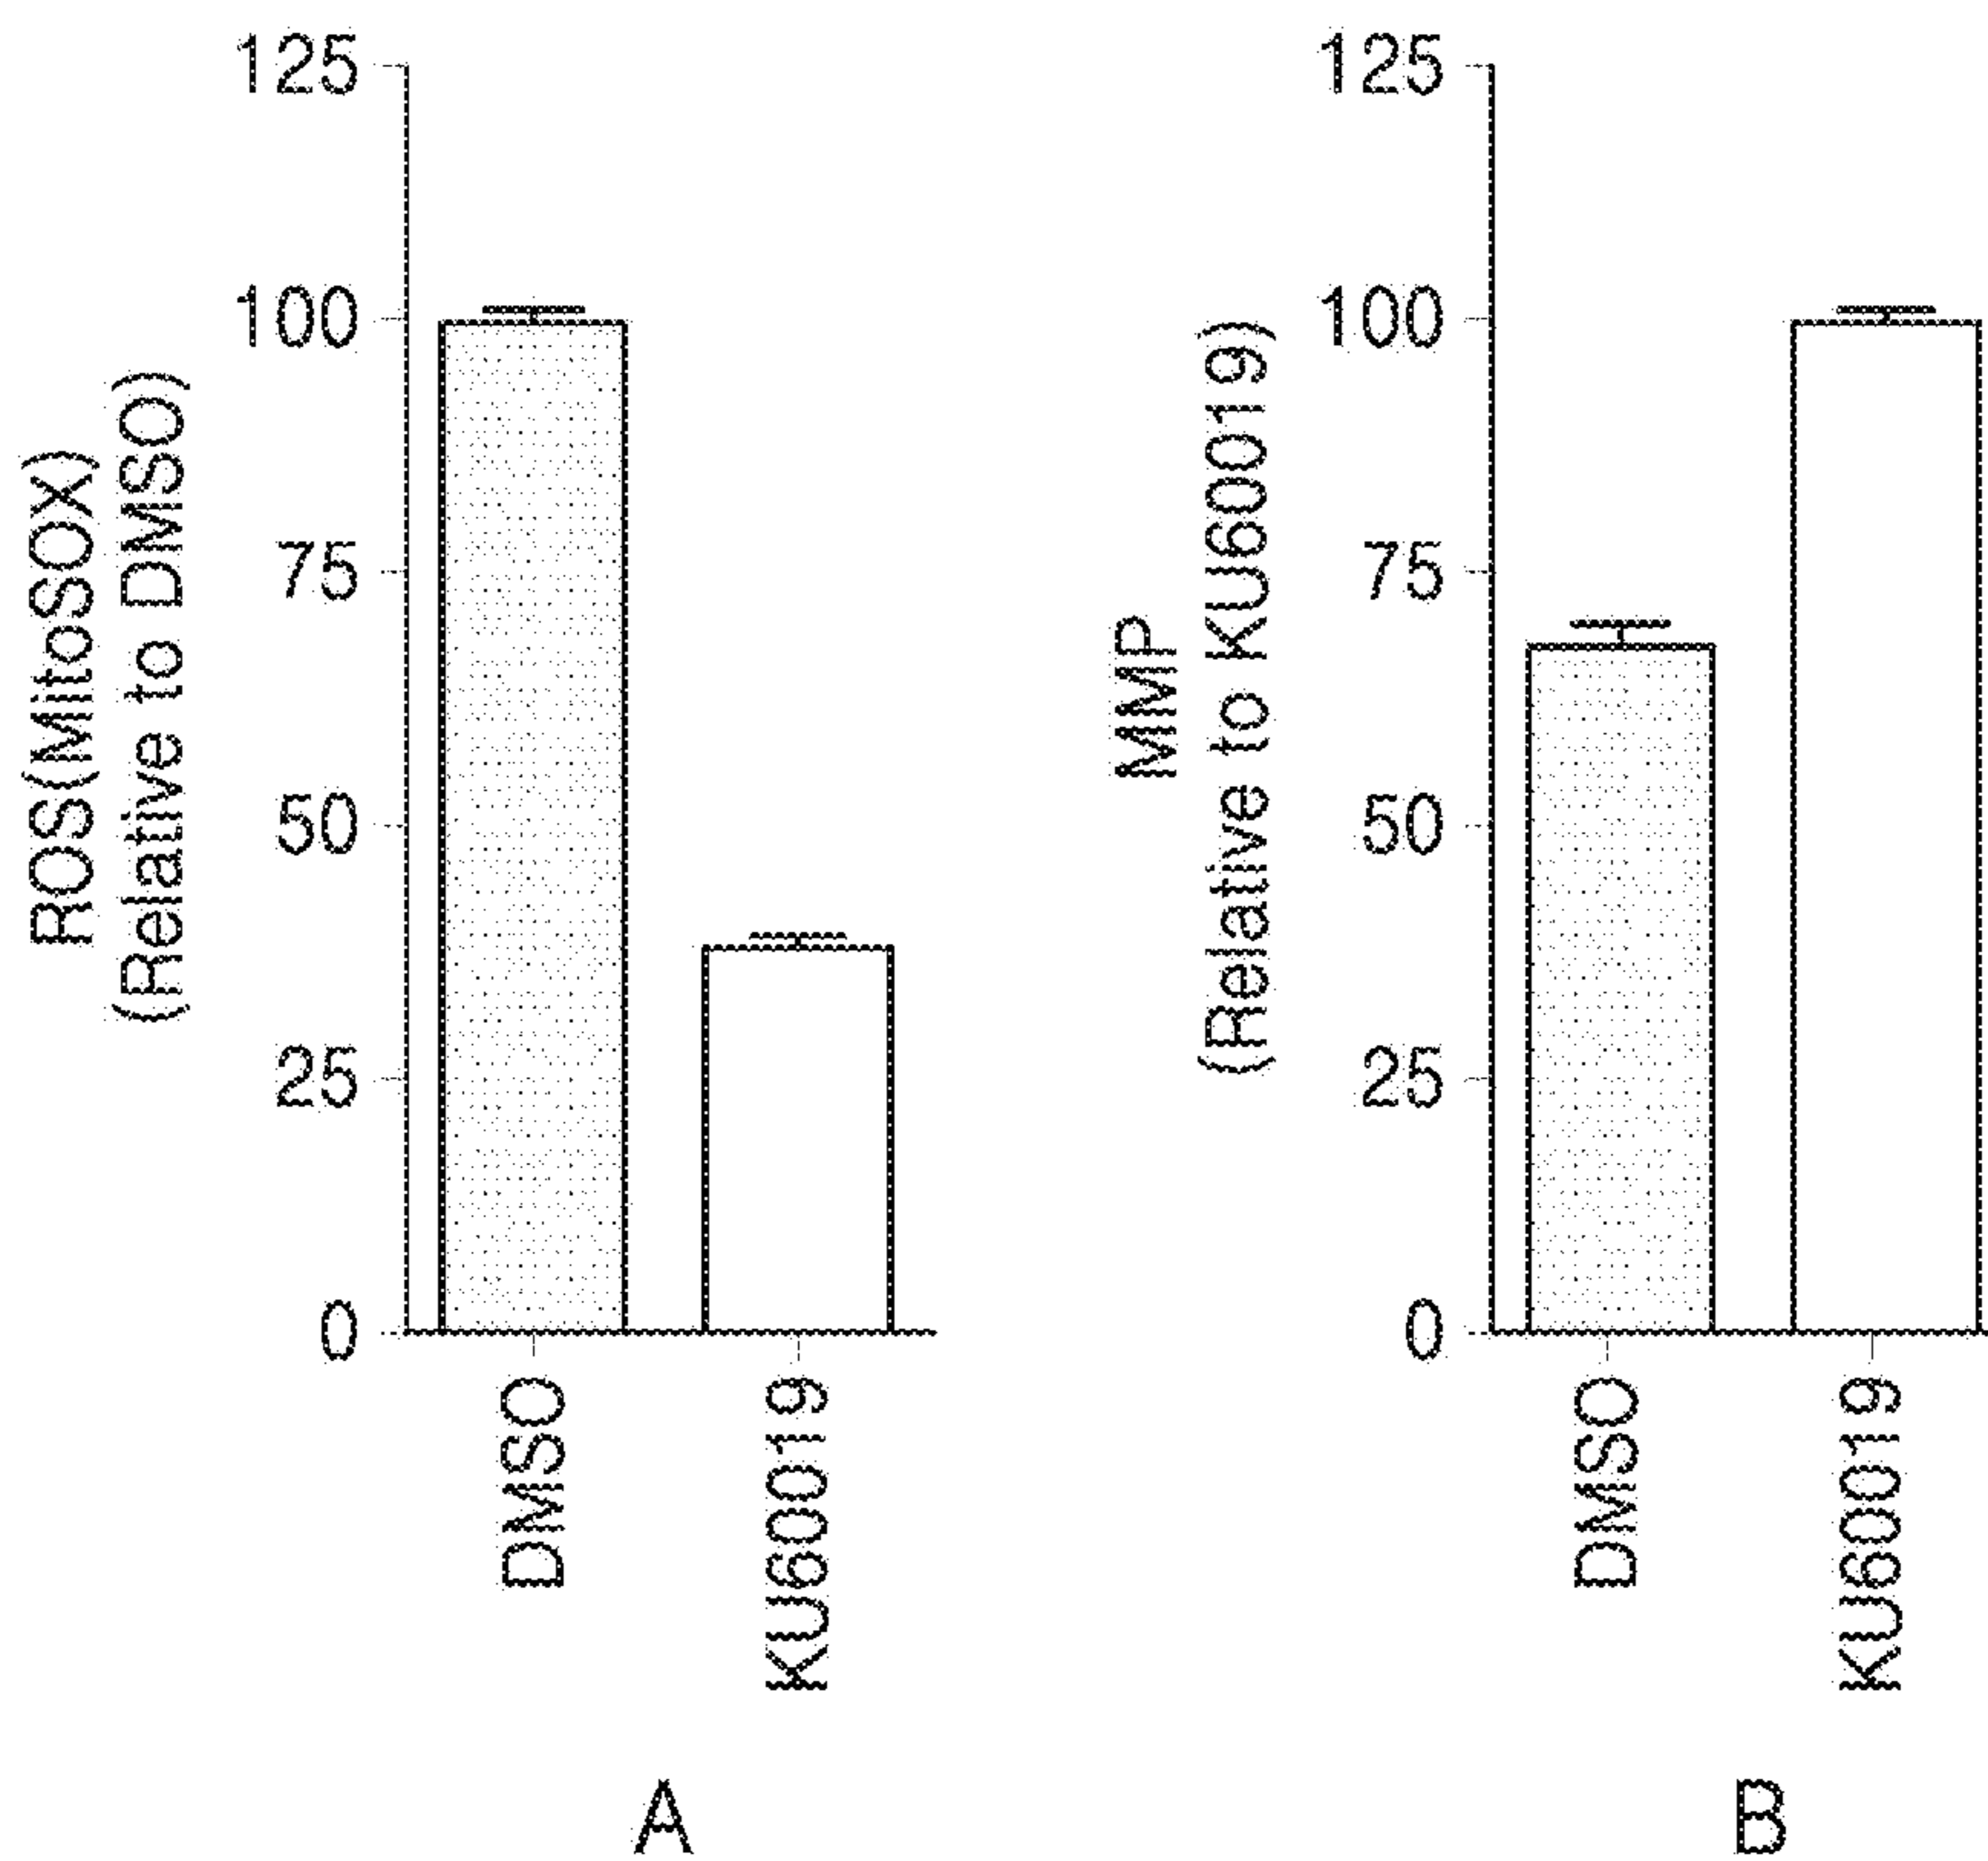 ROS(MitoSOX)
(Relative to DMSO)
125
100
75
50
25
0
DMSO
KU60019
A
MMP
(Relative to KU60019)
125
100
75
50
25
0
DMSO
KU60019
B